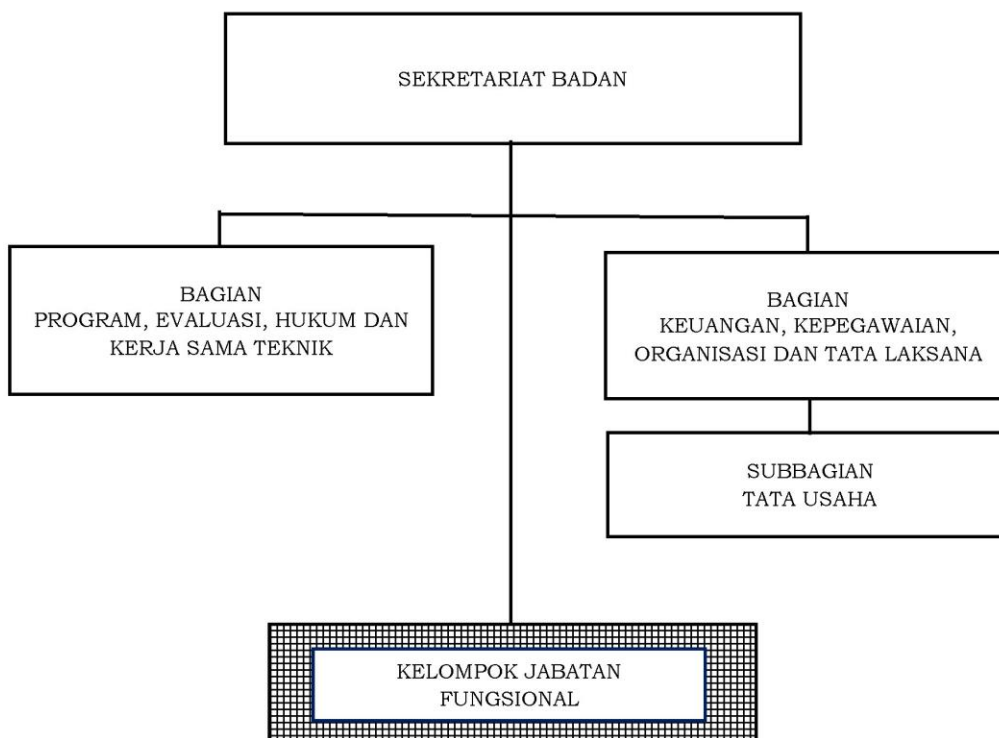 SEKRETARIAT BADAN
BAGIAN
PROGRAM, EVALUASI, HUKUM DAN
KERJA SAMA TEKNIK
BAGIAN
KEUANGAN, KEPEGAWAIAN,
ORGANISASI DAN TATA LAKSANA
SUBBAGIAN
TATA USAHA
KELOMPOK JABATAN
FUNGSIONAL